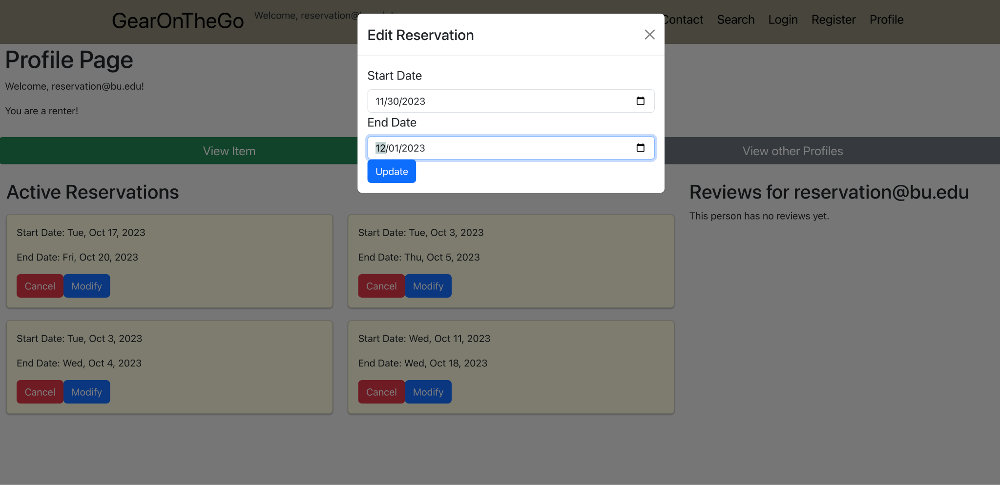 GearOnTheGo
Welcome, reservation@
Contact Search Login Register Profile
Edit Reservation
Start Date
11/30/2023
End Date
12/01/2023
Update
Profile Page
Welcome, reservation@bu.edu!
You are a renter!
View Item
View other Profiles
Active Reservations
Start Date: Tue, Oct 17, 2023
End Date: Fri, Oct 20, 2023
Cancel Modify
Start Date: Tue, Oct 3, 2023
End Date: Thu, Oct 5, 2023
Cancel Modify
Start Date: Tue, Oct 3, 2023
End Date: Wed, Oct 4, 2023
Cancel Modify
Start Date: Wed, Oct 11, 2023
End Date: Wed, Oct 18, 2023
Cancel Modify
Reviews for reservation@bu.edu
This person has no reviews yet.